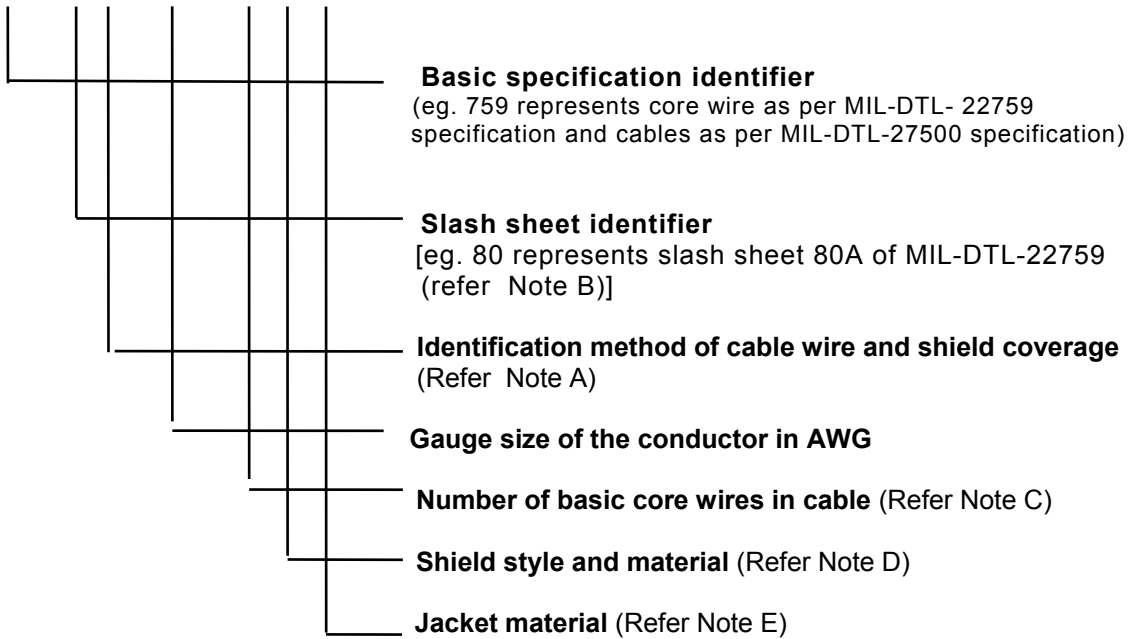 Basic specification identifier
(eg. 759 represents core wire as per MIL-DTL- 22759
specification and cables as per MIL-DTL-27500 specification)
Slash sheet identifier
[eg. 80 represents slash sheet 80A of MIL-DTL-22759
(refer Note B)]
Identification method of cable wire and shield coverage
(Refer Note A)
Gauge size of the conductor in AWG
Number of basic core wires in cable (Refer Note C)
Shield style and material (Refer Note D)
Jacket material (Refer Note E)